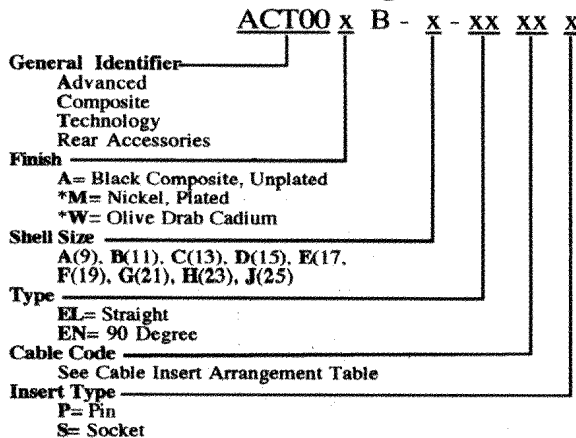 ACT00 x B - x - xx xx x
General Identifier
Advanced
Composite
Technology
Rear Accessories
Finish
A= Black Composite, Unplated
*M= Nickel, Plated
*W= Olive Drab Cadium
Shell Size
A(9), B(11), C(13), D(15), E(17,
F(19), G(21), H(23), J(25)
Type
EL= Straight
EN= 90 Degree
Cable Code
See Cable Insert Arrangement Table
Insert Type
P= Pin
S= Socket